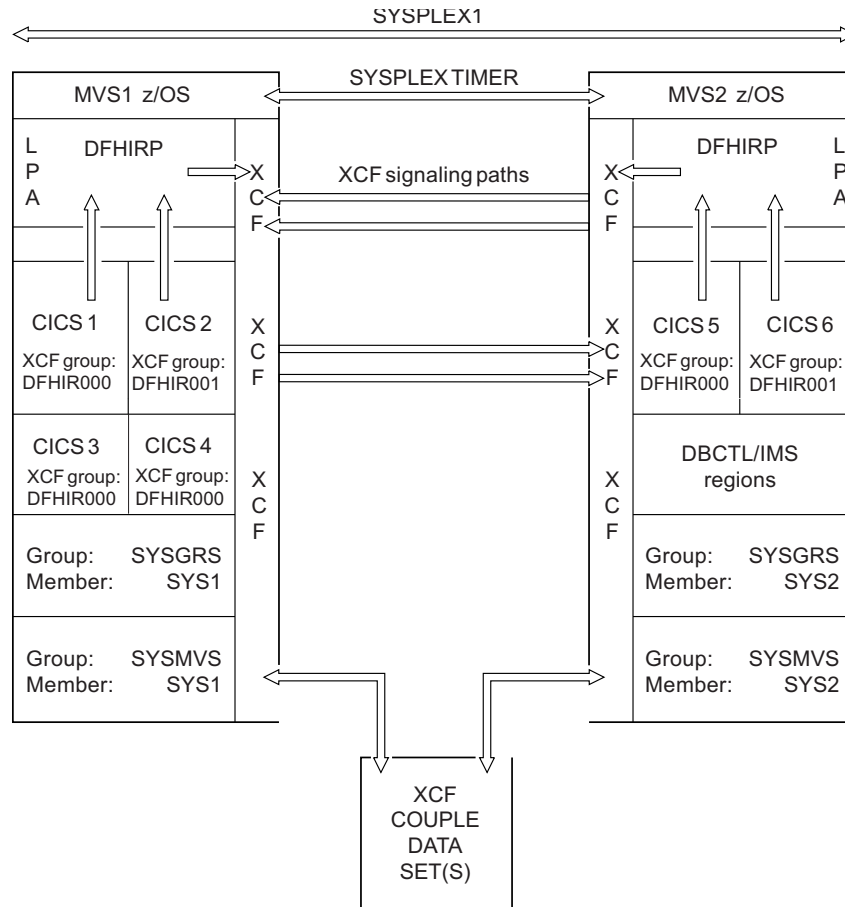 SYSPLEX1
SYSPLEX TIMER
MVS1 z/OS
MVS2 z/OS
L
P
A
DFHIRP
X
C
F
XCF signaling paths
X
C
F
DFHIRP
L
P
A
CICS 1
XCF group:
DFHIR000
CICS 2
XCF group:
DFHIR001
X
C
F
X
C
F
CICS 5
XCF group:
DFHIR000
CICS 6
XCF group:
DFHIR001
CICS 3
XCF group:
DFHIR000
CICS 4
XCF group:
DFHIR000
X
C
F
X
C
F
DBCTL/IMS
regions
Group: SYSGRS
Member: SYS1
Group: SYSGRS
Member: SYS2
Group: SYSMVS
Member: SYS1
Group: SYSMVS
Member: SYS2
XCF
COUPLE
DATA
SET(S)